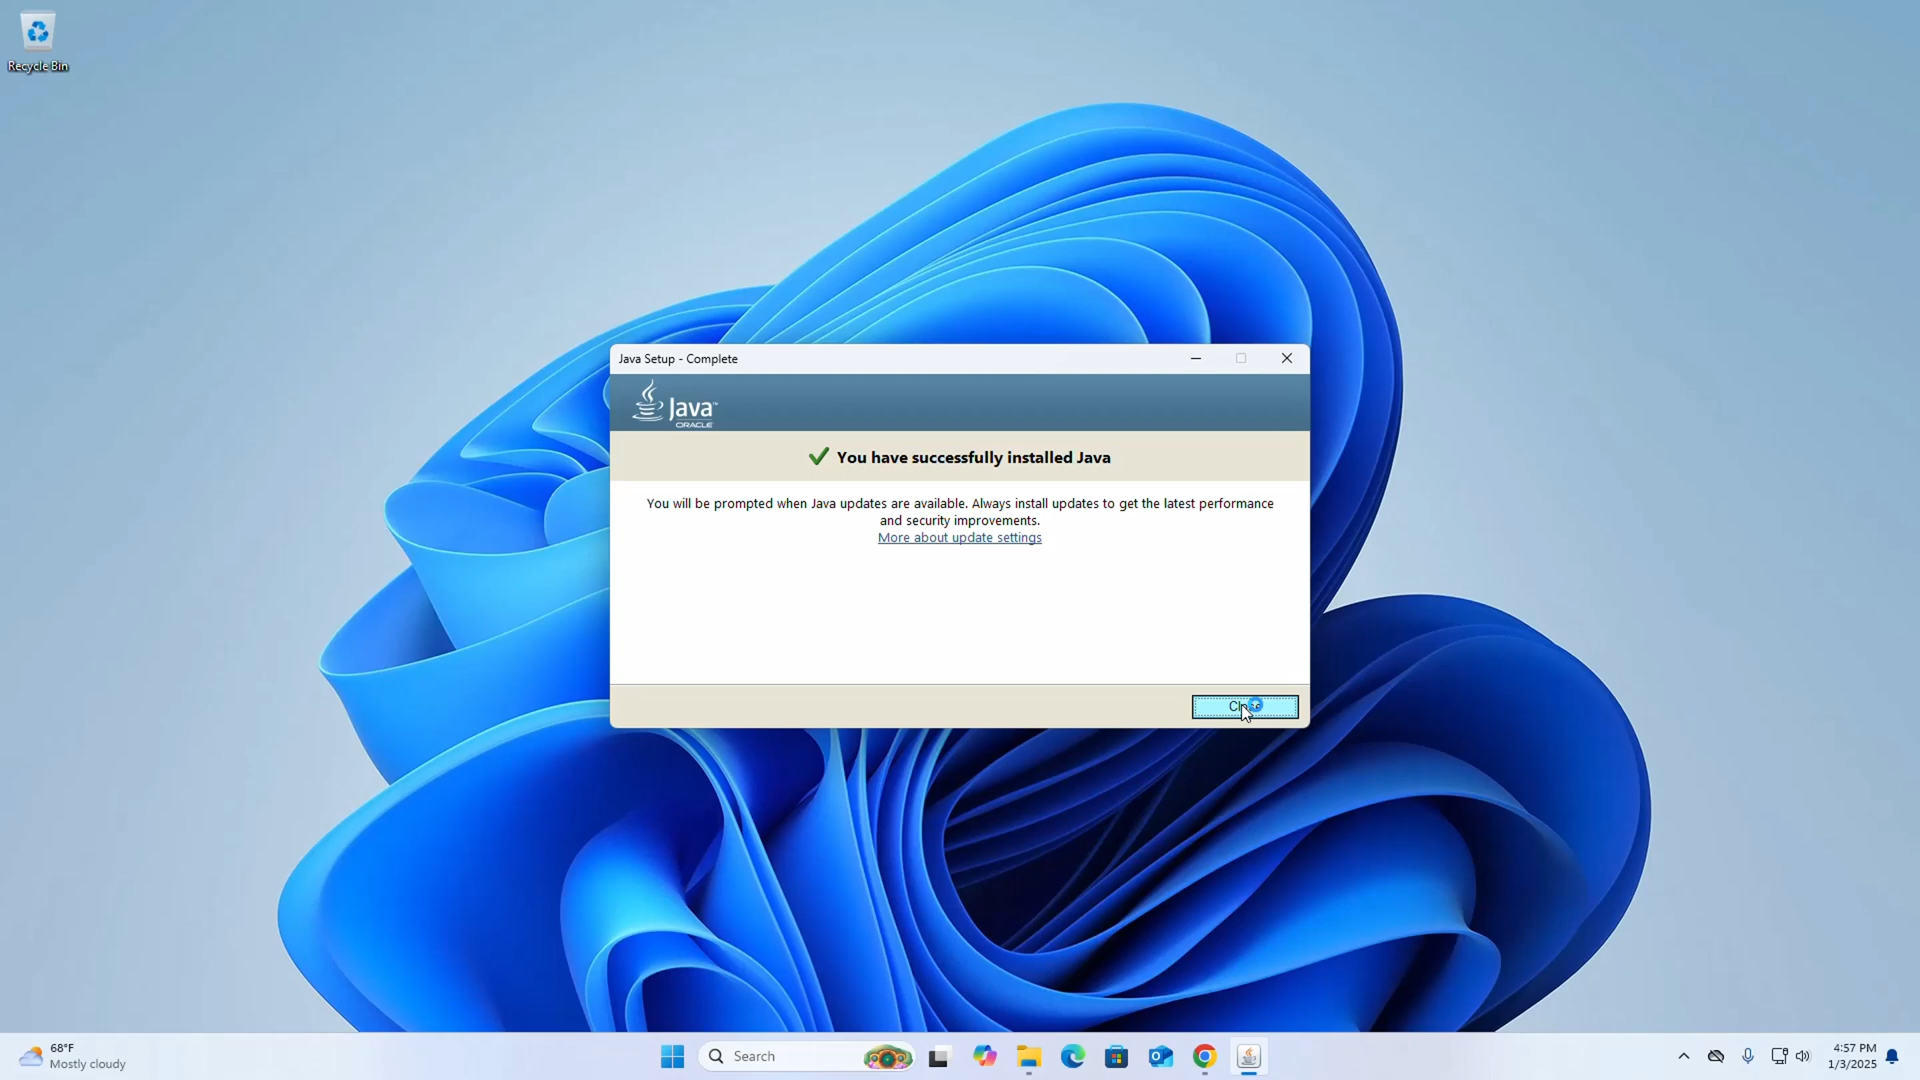 Recycle Bin
Java Setup - Complete
Java
ORACLE
You have successfully installed Java
You will be prompted when Java updates are available. Always install updates to get the latest performance
and security improvements.
More about update settings
Close
68°F
Mostly cloudy
Search
4:57 PM
1/3/2025